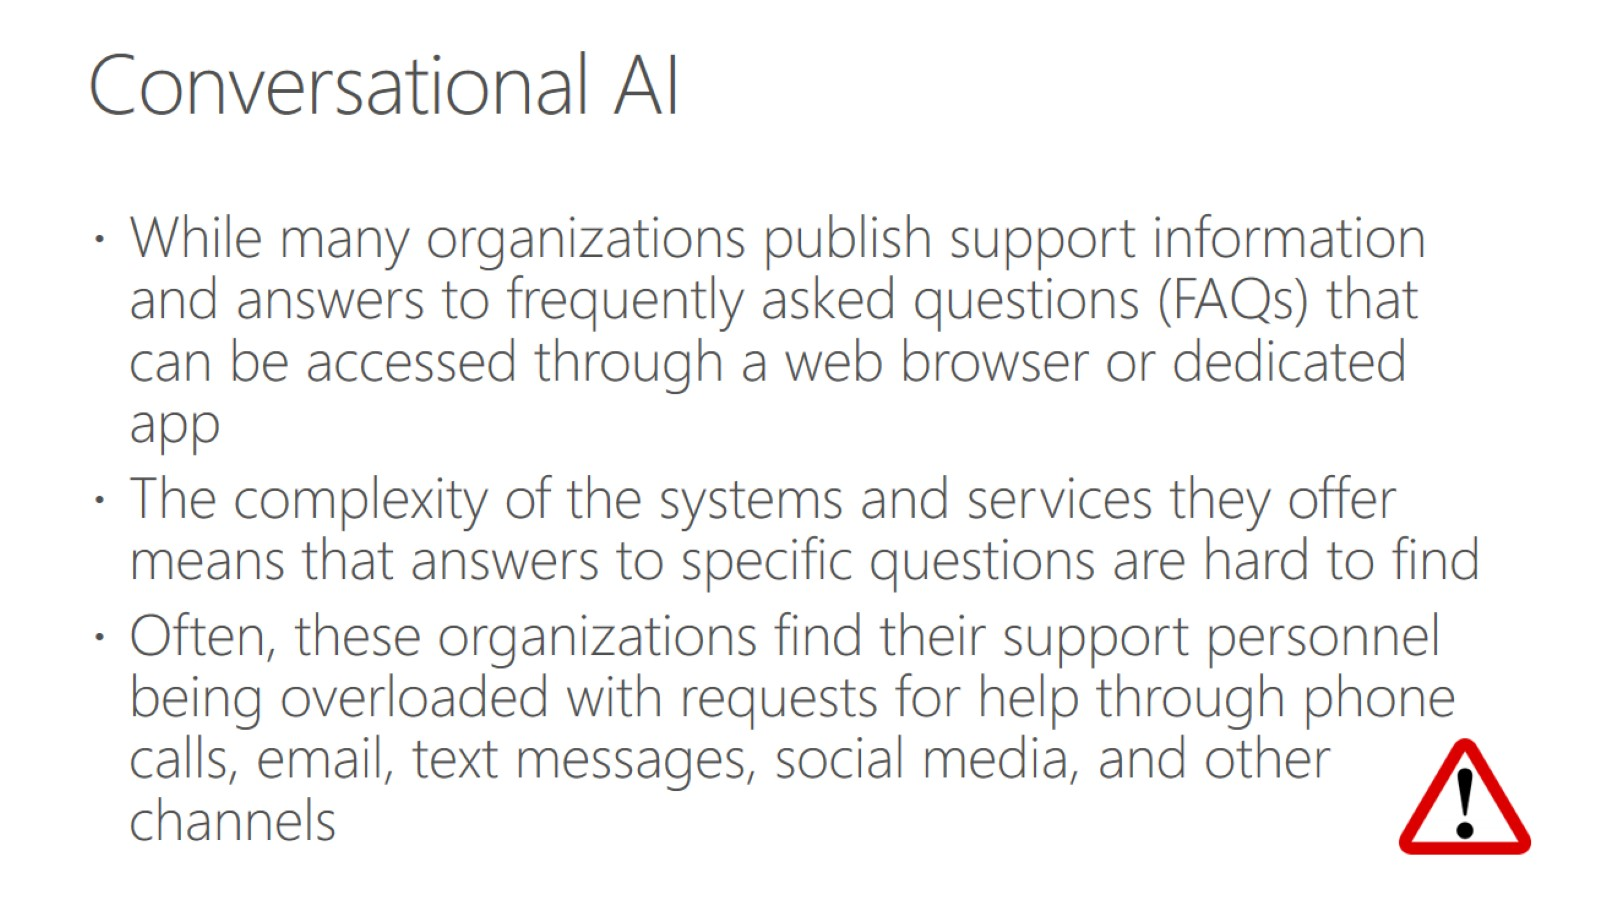 Conversational AI
· While many organizations publish support information
and answers to frequently asked questions (FAQs) that
can be accessed through a web browser or dedicated
app
· The complexity of the systems and services they offer
means that answers to specific questions are hard to find
· Often, these organizations find their support personnel
being overloaded with requests for help through phone
calls, email, text messages, social media, and other
channels